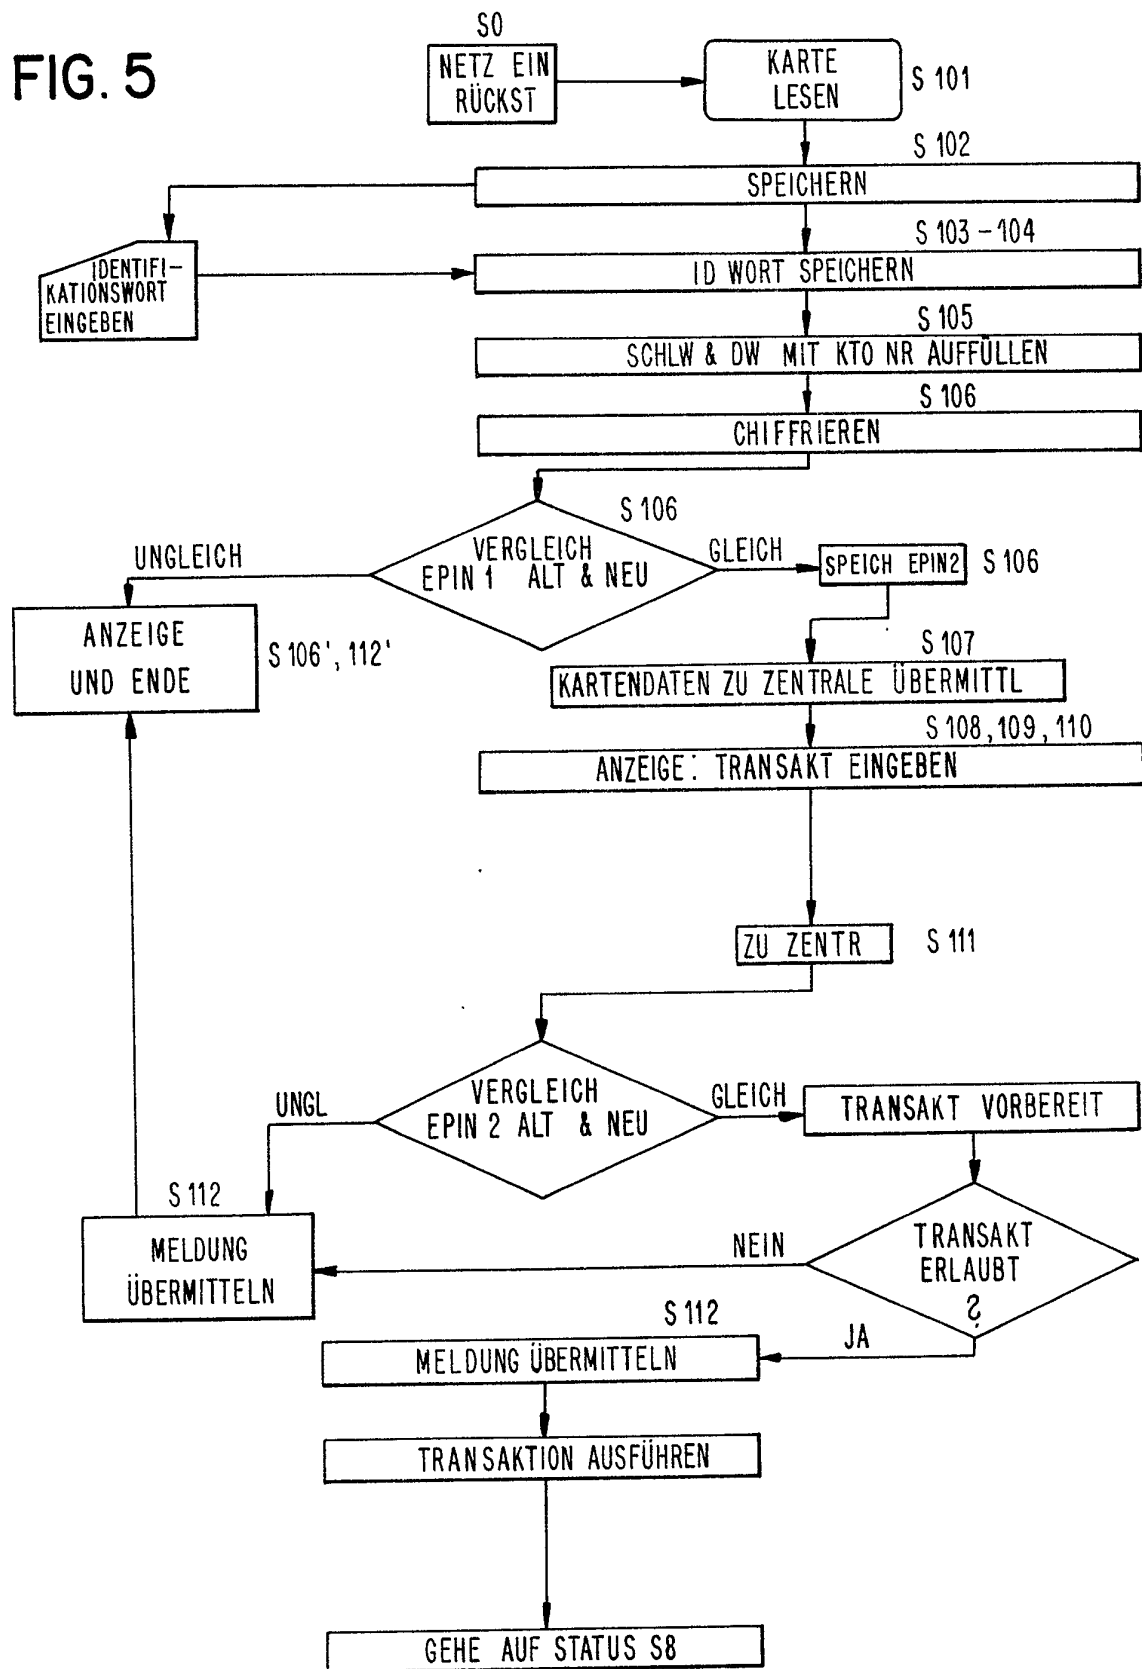 FIG. 5
S0
NETZ EIN
RÜCKST
KARTE
LESEN
S 101
S 102
SPEICHERN
S 103 – 104
IDENTIFI-
KATIONSWORT
EINGEBEN
ID WORT SPEICHERN
S 105
SCHLW & DW MIT KTO NR AUFFÜLLEN
S 106
CHIFFRIEREN
S 106
VERGLEICH
EPIN 1 ALT & NEU
UNGLEICH
GLEICH
SPEICH EPIN2
S 106
ANZEIGE
UND ENDE
S 106', 112'
S 107
KARTENDATEN ZU ZENTRALE ÜBERMITTL
S 108, 109, 110
ANZEIGE: TRANSAKT EINGEBEN
ZU ZENTR
S 111
VERGLEICH
EPIN 2 ALT & NEU
UNGL
GLEICH
TRANSAKT VORBEREIT
S 112
MELDUNG
ÜBERMITTELN
NEIN
TRANSAKT
ERLAUBT
?
S 112
JA
MELDUNG ÜBERMITTELN
TRANSAKTION AUSFÜHREN
GEHE AUF STATUS S8